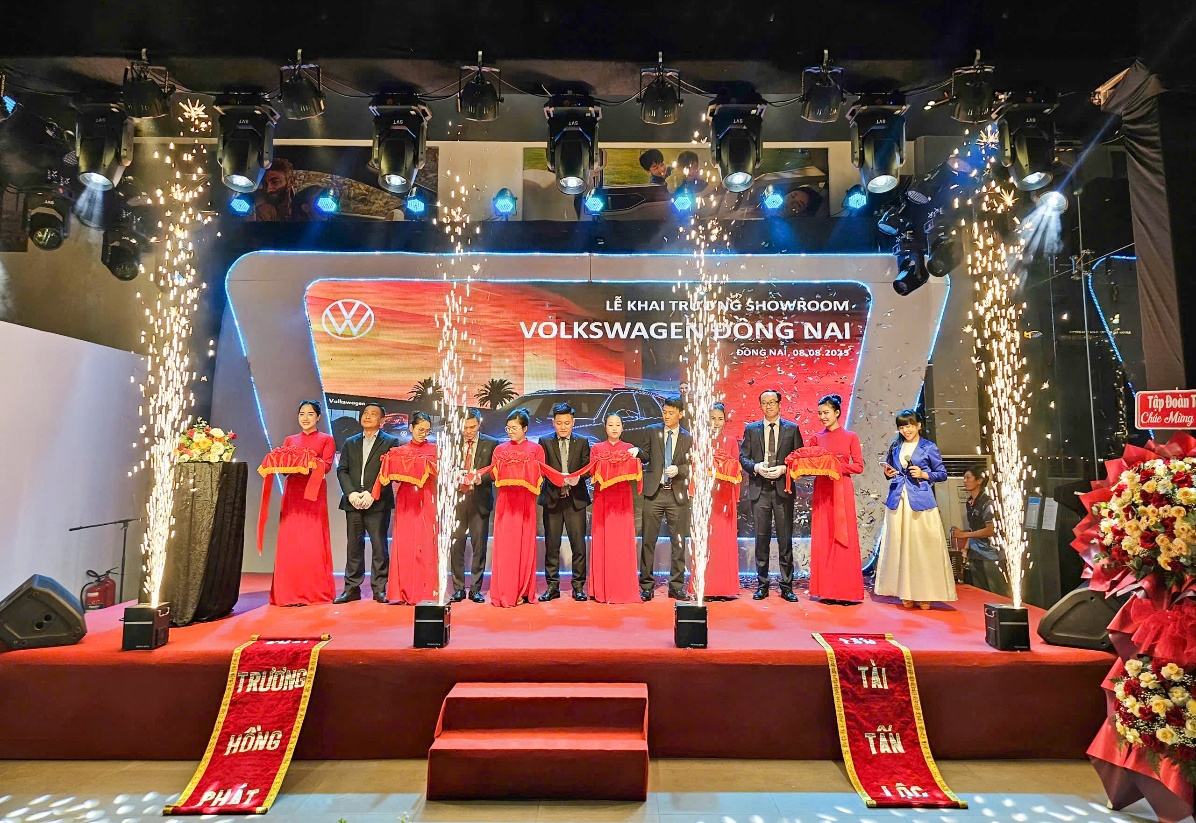 LỄ KHAI TRƯƠNG SHOWROOM
VOLKSWAGEN ĐỒNG NAI
ĐỒNG NAI, 08.08.2025
Volkswagen
Tập Đoàn T
Chúc Mừng
TRƯƠNG
HỒNG
PHÁT
TÀI
TẤN
LỘC